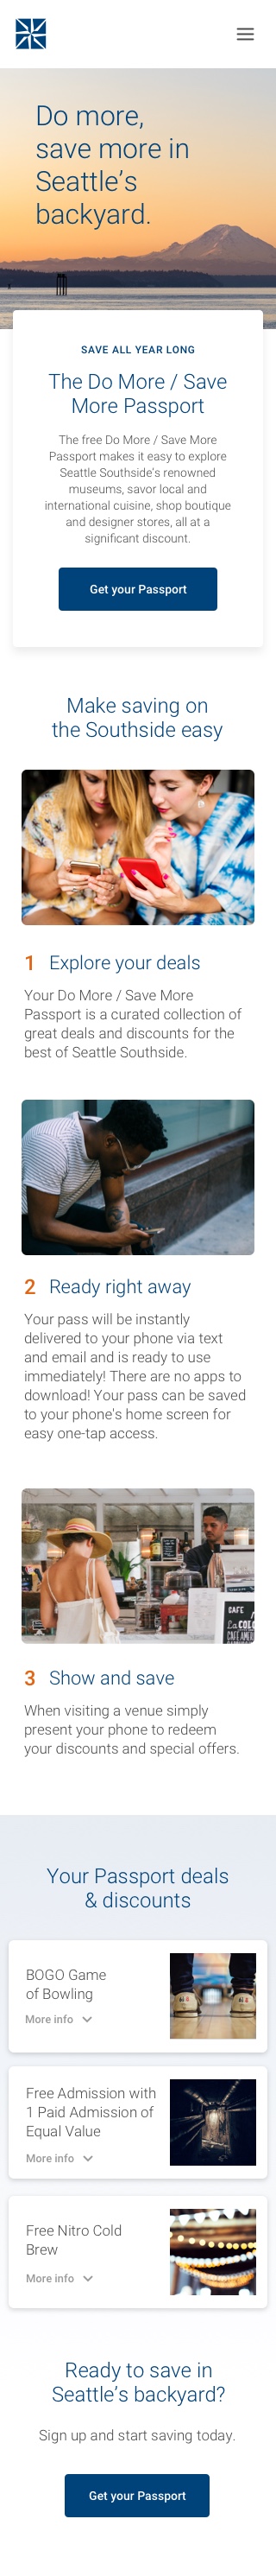 Do more,
save more in
Seattle’s
backyard.
SAVE ALL YEAR LONG
The Do More / Save
More Passport
The free Do More / Save More
Passport makes it easy to explore
Seattle Southside's renowned
museums, savor local and
international cuisine, shop boutique
and designer stores, all at a
significant discount.
Get your Passport
Make saving on
the Southside easy
1 Explore your deals
Your Do More / Save More
Passport is a curated collection of
great deals and discounts for the
best of Seattle Southside.
2 Ready right away
Your pass will be instantly
delivered to your phone via text
and email and is ready to use
immediately! There are no apps to
download! Your pass can be saved
to your phone's home screen for
easy one-tap access.
CAFE
3 Show and save
When visiting a venue simply
present your phone to redeem
your discounts and special offers.
Your Passport deals
& discounts
BOGO Game
of Bowling
More info
Free Admission with
1 Paid Admission of
Equal Value
More info
Free Nitro Cold
Brew
More info
Ready to save in
Seattle’s backyard?
Sign up and start saving today.
Get your Passport